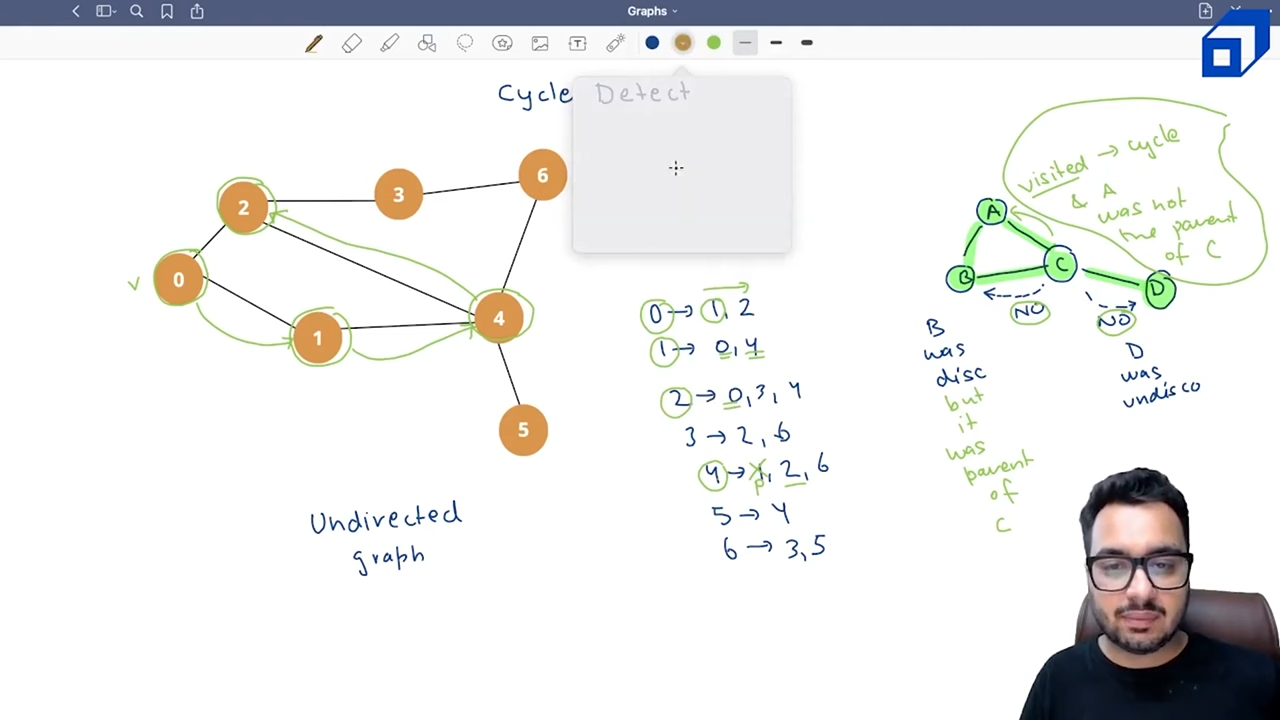 Graphs
Cycle Detect
6
3
2
0
v
4
1
5
0 → 1, 2
1 → 0, 4
2 → 0, 3, 4
3 → 2, 6
4 → 1, 2, 6
p
5 → 4
6 → 3, 5
Undirected
graph
visited → cycle
& A
was not
the parent
of C
A
B
C
D
NO
NO
B
was
disc
but
it
was
parent
of
C
D
was
undisco